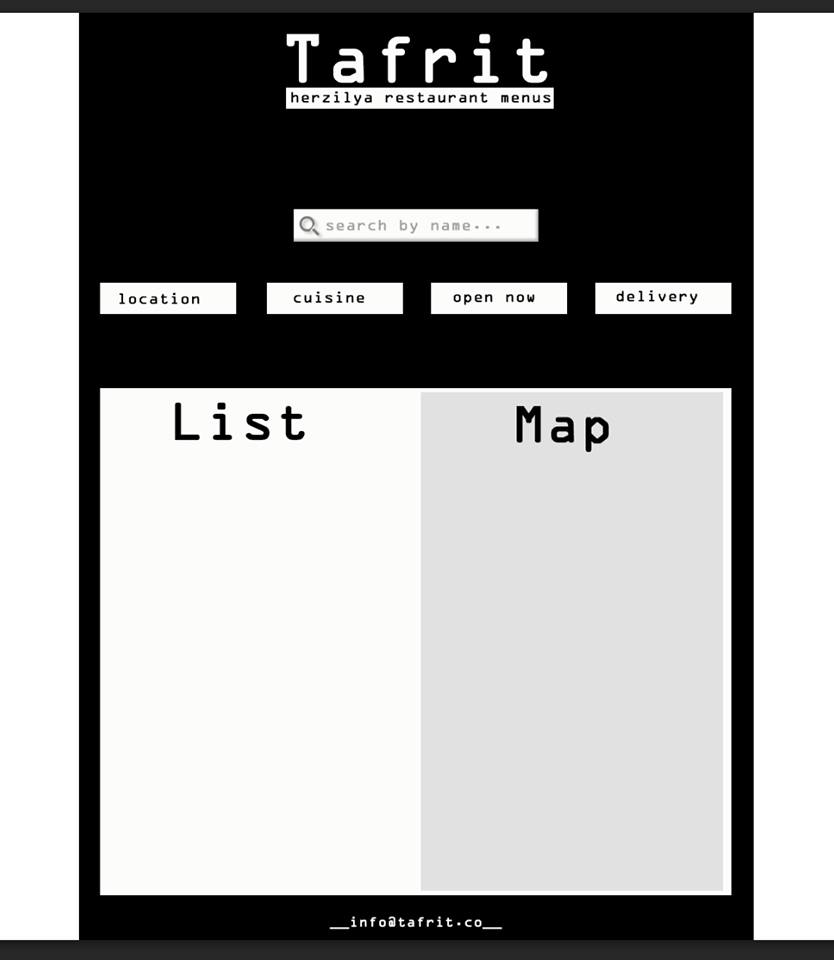 Tafrit
herzilya restaurant menus
search by name...
location cuisine open now delivery
List Map
__info@tafrit.co__